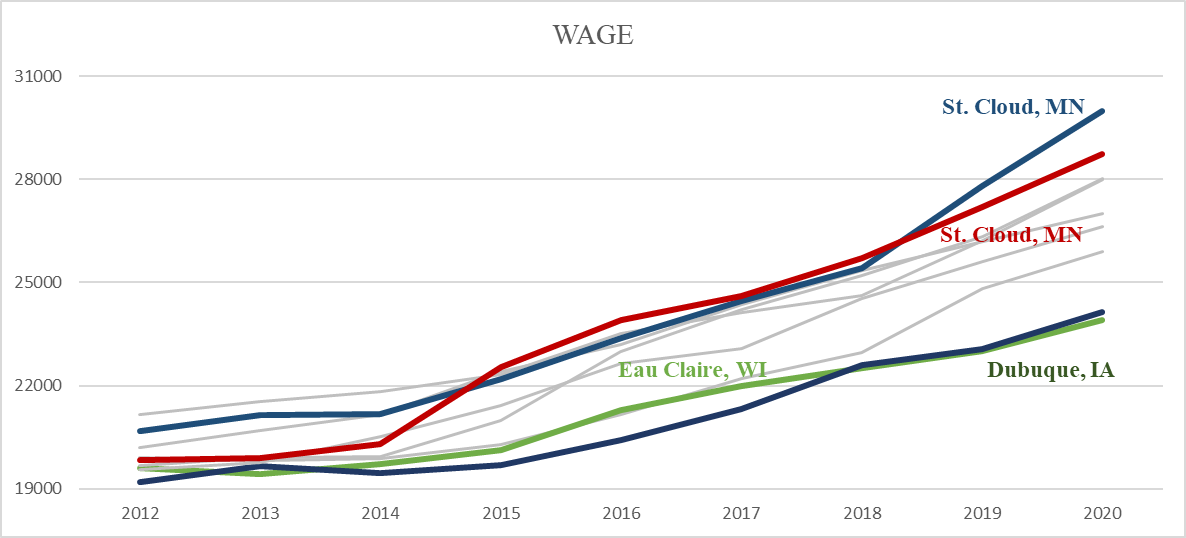 WAGE
31000
St. Cloud, MN
28000
St. Cloud, MN
25000
Eau Claire, WI
Dubuque, IA
22000
19000
2012 2013 2014 2015 2016 2017 2018 2019 2020